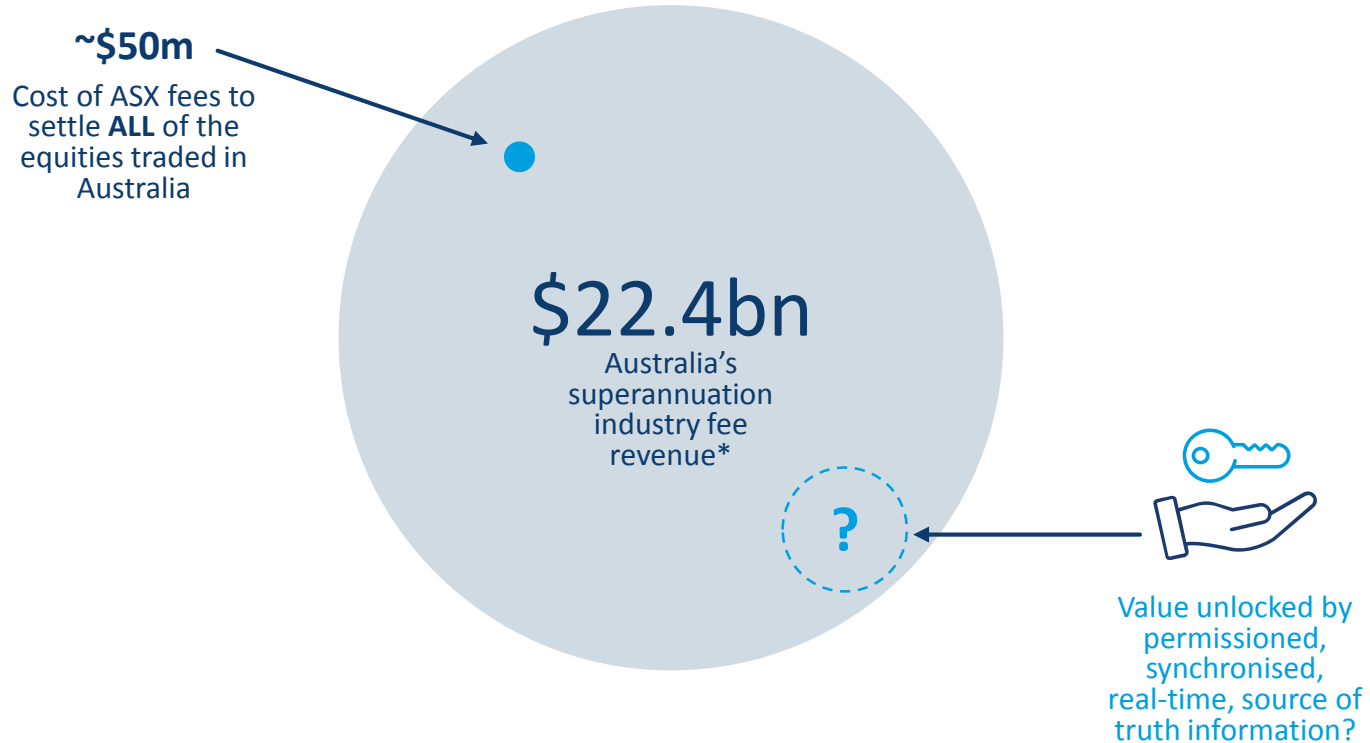 ~$50m
Cost of ASX fees to
settle ALL of the
equities traded in
Australia
$22.4bn
Australia’s
superannuation
industry fee
revenue*
?
Value unlocked by
permissioned,
synchronised,
real-time, source of
truth information?